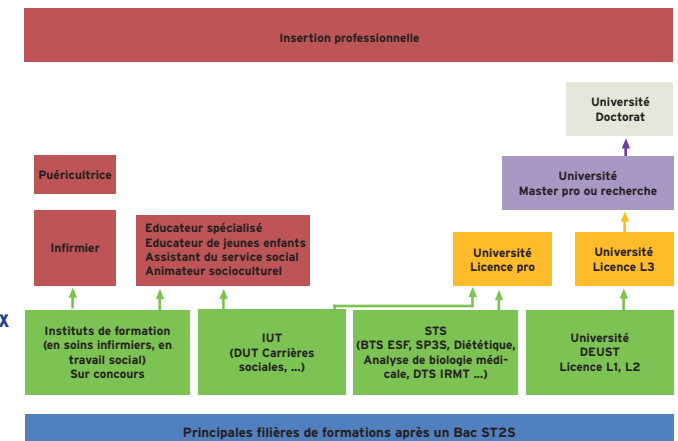 Insertion professionnelle
Université
Doctorat
Puéricultrice
Université
Master pro ou recherche
Infirmier
Educateur spécialisé
Educateur de jeunes enfants
Assistant du service social
Animateur socioculturel
Université
Licence pro
Université
Licence L3
x
Instituts de formation
(en soins infirmiers, en
travail social)
Sur concours
IUT
(DUT Carrières
sociales, ...)
STS
(BTS ESF, SP3S, Diététique,
Analyse de biologie médi-
cale, DTS IRMT ...)
Université
DEUST
Licence L1, L2
Principales filières de formations après un Bac ST2S